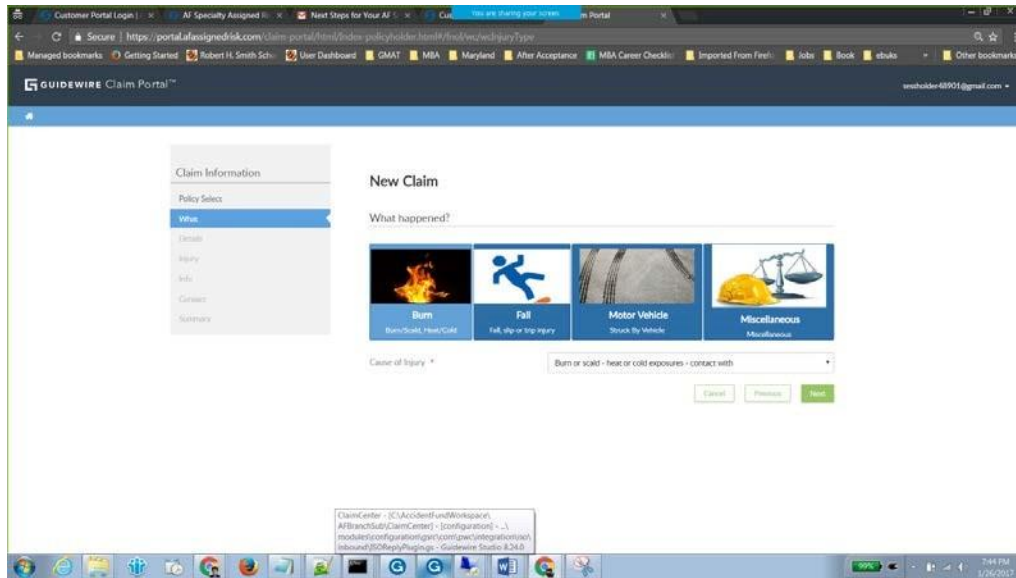 Customer Portal Login |
AF Specialty Assigned Ri
Next Steps for Your AF S
Cus
You are sharing your screen
m Portal
Secure | https://portal.afassignedrisk.com/claim-portal/html/index-policyholder.html#/fnol/wc/wcInjuryType
Managed bookmarks
Getting Started
Robert H. Smith Scho
User Dashboard
GMAT
MBA
Maryland
After Acceptance
MBA Career Checklis
Imported From Firefo
Jobs
Book
ebuks
»
Other bookmarks
GUIDEWIRE Claim Portal™
Claim Information
Policy Select
What
Details
Injury
Info
Contact
Summary
New Claim
What happened?
Burn
Burn/Scald, Heat/Cold
Fall
Fall, slip or trip injury
Motor Vehicle
Struck By Vehicle
Miscellaneous
Miscellaneous
Cause of Injury *
Burn or scald - heat or cold exposures - contact with
Cancel
Previous
Next
ClaimCenter - [C:\AccidentFundWorkspace\
AFBranchSub\ClaimCenter] - [configuration] - ...\
modules\configuration\gsrc\com\pwc\integration\iso\
inbound\ISOReplyPlugin.gs - Guidewire Studio 8.24.0
99%
7:44 PM
1/26/2017